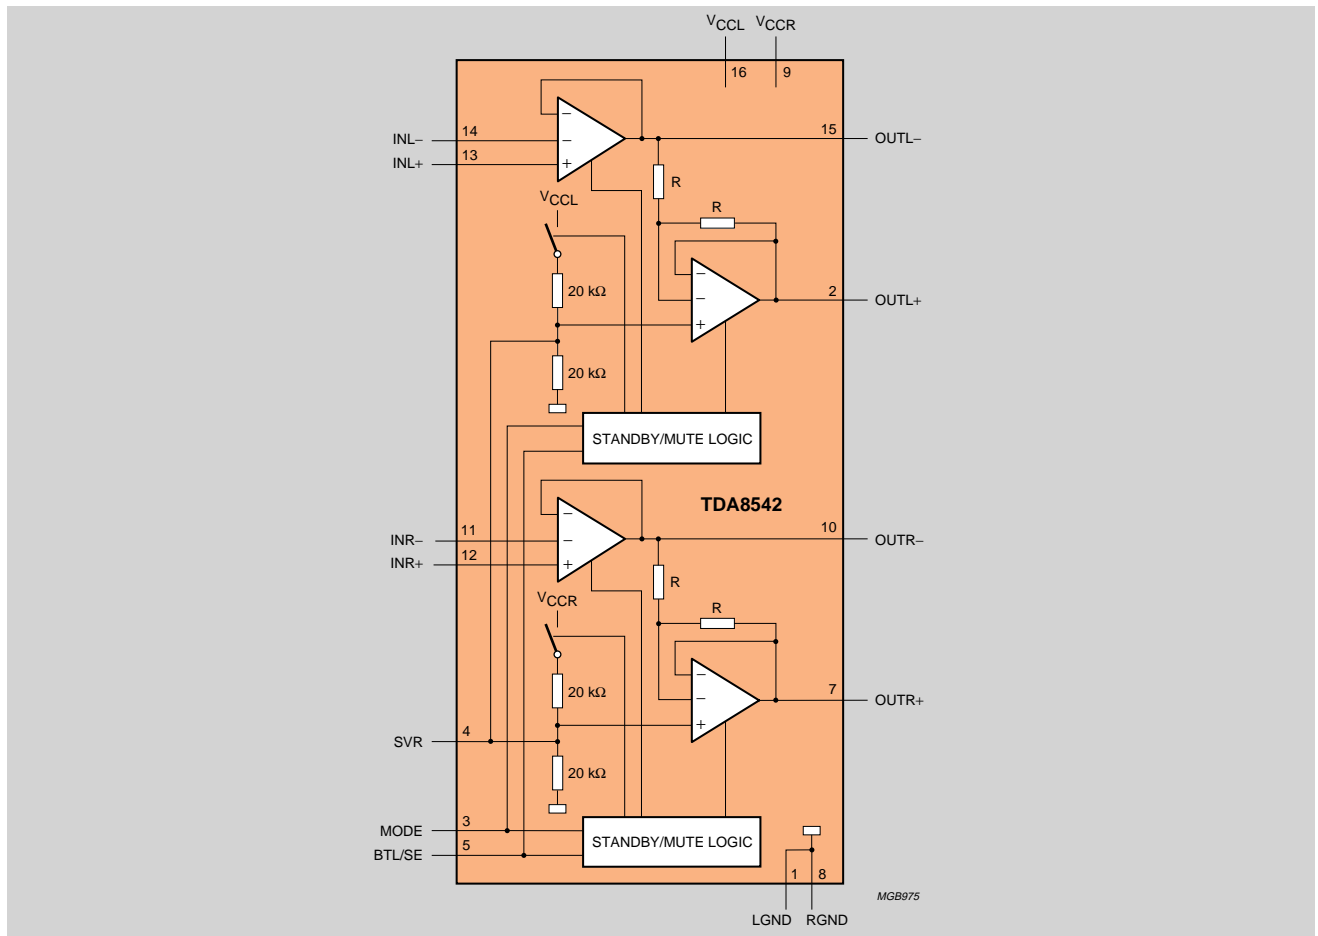 VCCL VCCR
16 9
INL− 14
INL+ 13
−
−
+
15 OUTL−
R
VCCL
R
20 kΩ
−
−
+
2 OUTL+
20 kΩ
STANDBY/MUTE LOGIC
TDA8542
INR− 11
INR+ 12
−
−
+
10 OUTR−
R
VCCR
R
20 kΩ
−
−
+
7 OUTR+
SVR 4
20 kΩ
MODE 3
BTL/SE 5
STANDBY/MUTE LOGIC
1 8
LGND RGND
MGB975